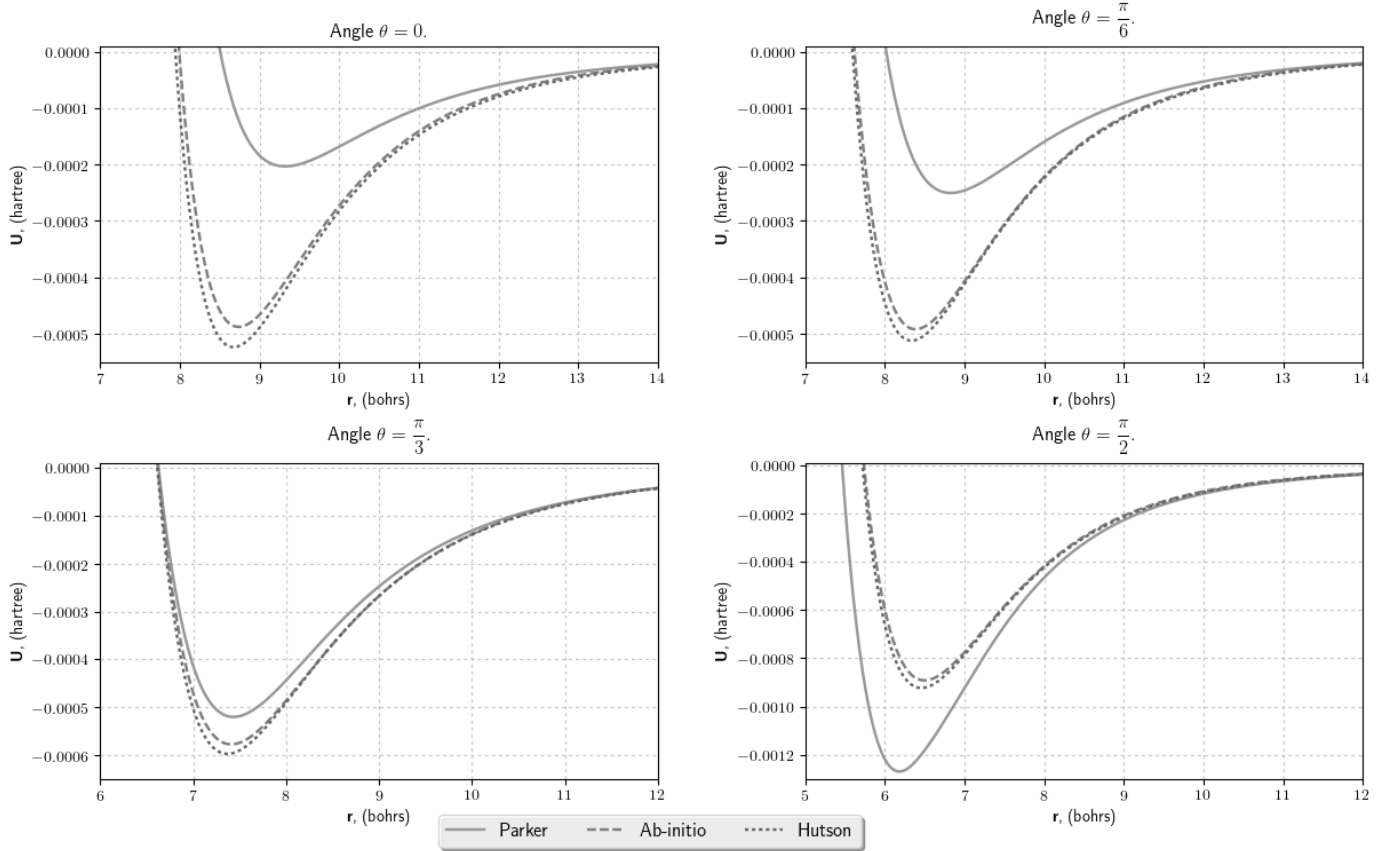 Angle θ = 0.
0.0000
−0.0001
−0.0002
−0.0003
−0.0004
−0.0005
U, (hartree)
7 8 9 10 11 12 13 14
r, (bohrs)
Angle θ = π/6.
0.0000
−0.0001
−0.0002
−0.0003
−0.0004
−0.0005
U, (hartree)
7 8 9 10 11 12 13 14
r, (bohrs)
Angle θ = π/3.
0.0000
−0.0001
−0.0002
−0.0003
−0.0004
−0.0005
−0.0006
U, (hartree)
6 7 8 9 10 11 12
r, (bohrs)
Angle θ = π/2.
0.0000
−0.0002
−0.0004
−0.0006
−0.0008
−0.0010
−0.0012
U, (hartree)
5 6 7 8 9 10 11 12
r, (bohrs)
Parker Ab-initio Hutson